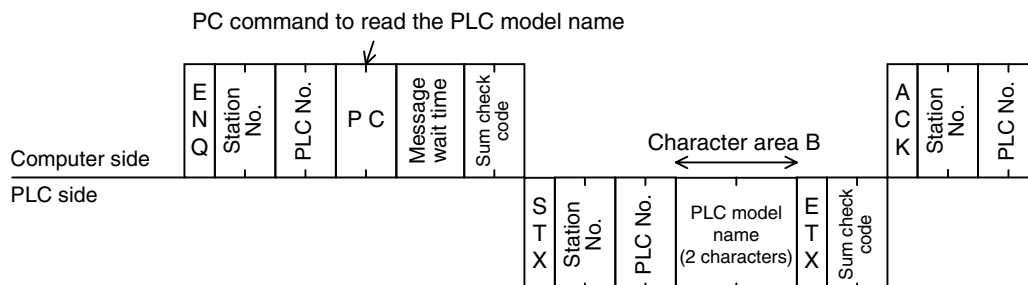 PC command to read the PLC model name
E
N
Q
Station
No.
PLC No.
P C
Message
wait time
Sum check
code
A
C
K
Station
No.
PLC No.
Character area B
Computer side
PLC side
S
T
X
Station
No.
PLC No.
PLC model
name
(2 characters)
E
T
X
Sum check
code